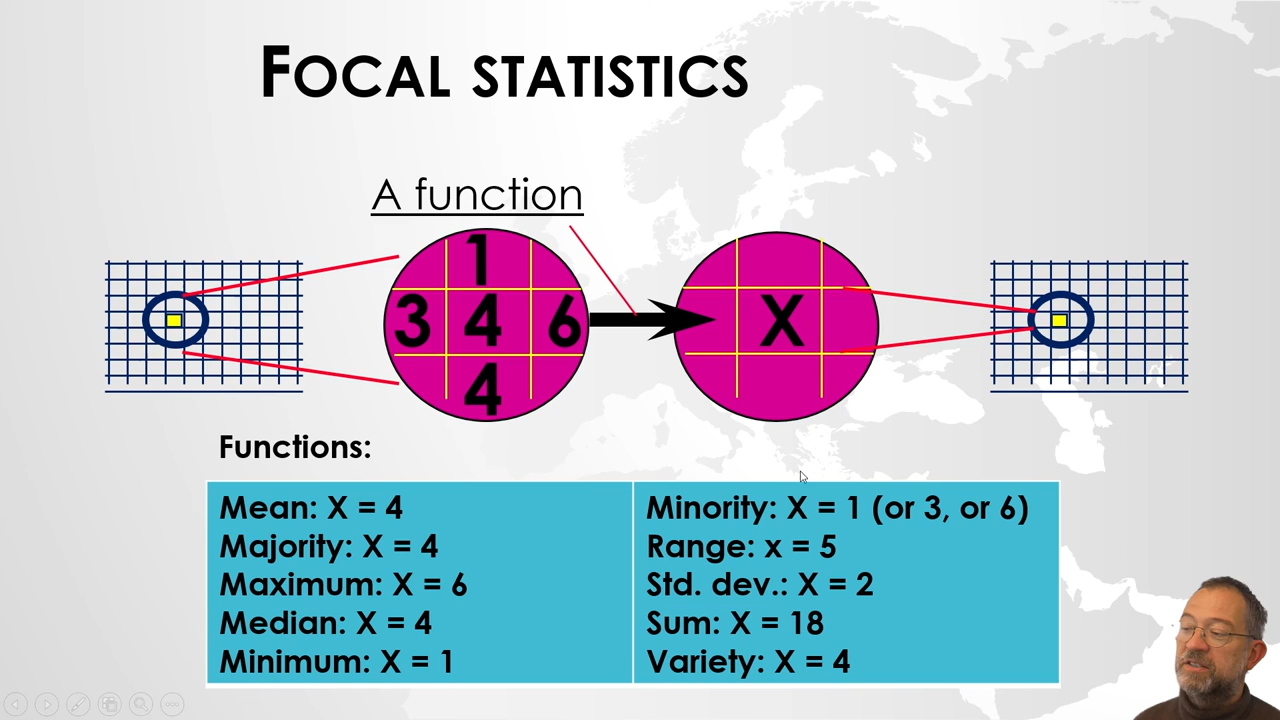 FOCAL STATISTICS
A function
1
3 4 6
4
X
Functions:
Mean: X = 4
Majority: X = 4
Maximum: X = 6
Median: X = 4
Minimum: X = 1
Minority: X = 1 (or 3, or 6)
Range: x = 5
Std. dev.: X = 2
Sum: X = 18
Variety: X = 4